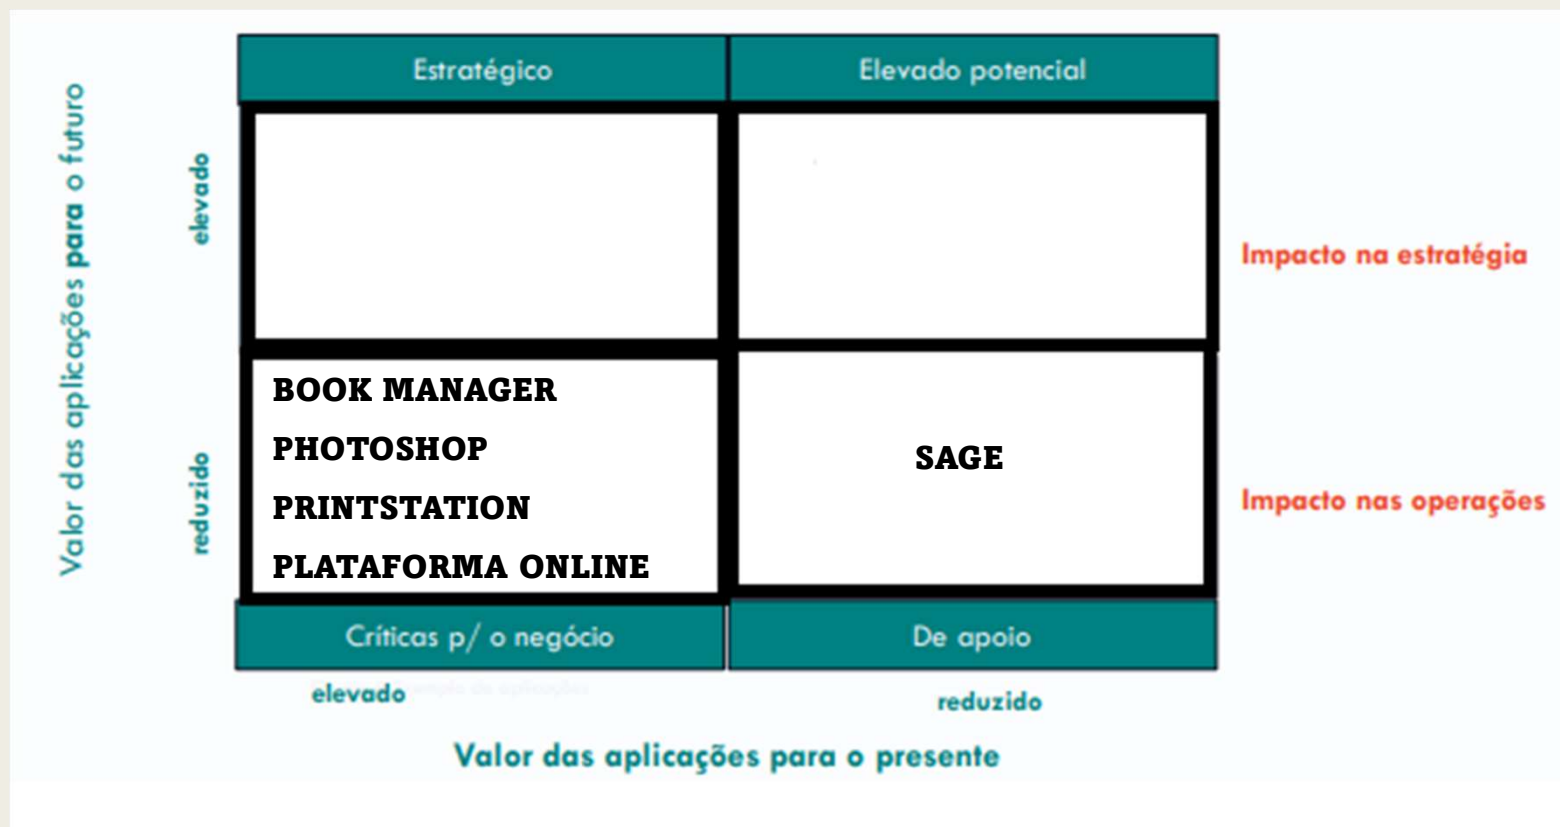 Estratégico
Elevado potencial
Valor das aplicações para o futuro
elevado
Impacto na estratégia
BOOK MANAGER
PHOTOSHOP
PRINTSTATION
PLATAFORMA ONLINE
SAGE
reduzido
Impacto nas operações
Críticas p/ o negócio
De apoio
elevado
reduzido
Valor das aplicações para o presente